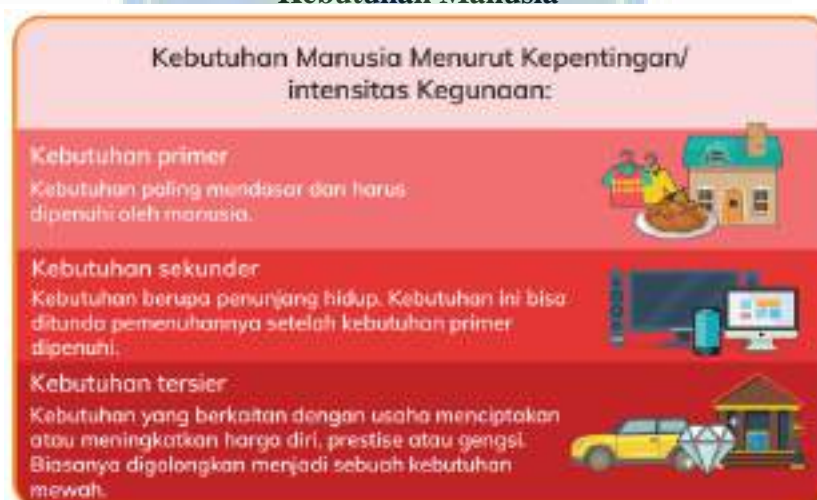 Kebutuhan Manusia
Kebutuhan Manusia Menurut Kepentingan/
intensitas Kegunaan:
Kebutuhan primer
Kebutuhan paling mendasar dan harus
dipenuhi oleh manusia.
Kebutuhan sekunder
Kebutuhan berupa penunjang hidup. Kebutuhan ini bisa
ditunda pemenuhannya setelah kebutuhan primer
dipenuhi.
Kebutuhan tersier
Kebutuhan yang berkaitan dengan usaha menciptakan
atau meningkatkan harga diri, prestise atau gengsi.
Biasanya digolongkan menjadi sebuah kebutuhan
mewah.